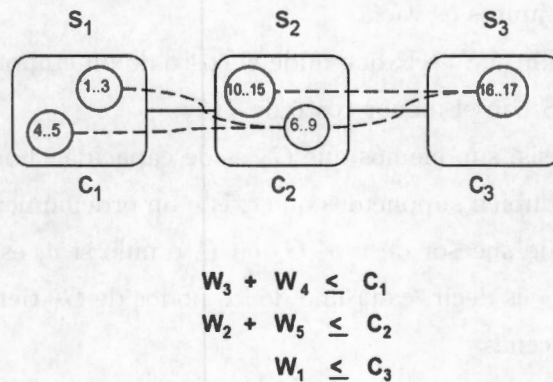 S1 S2 S3
1..3 10..15 16..17
4..5 6..9
C1 C2 C3
W3 + W4 ≤ C1
W2 + W5 ≤ C2
W1 ≤ C3